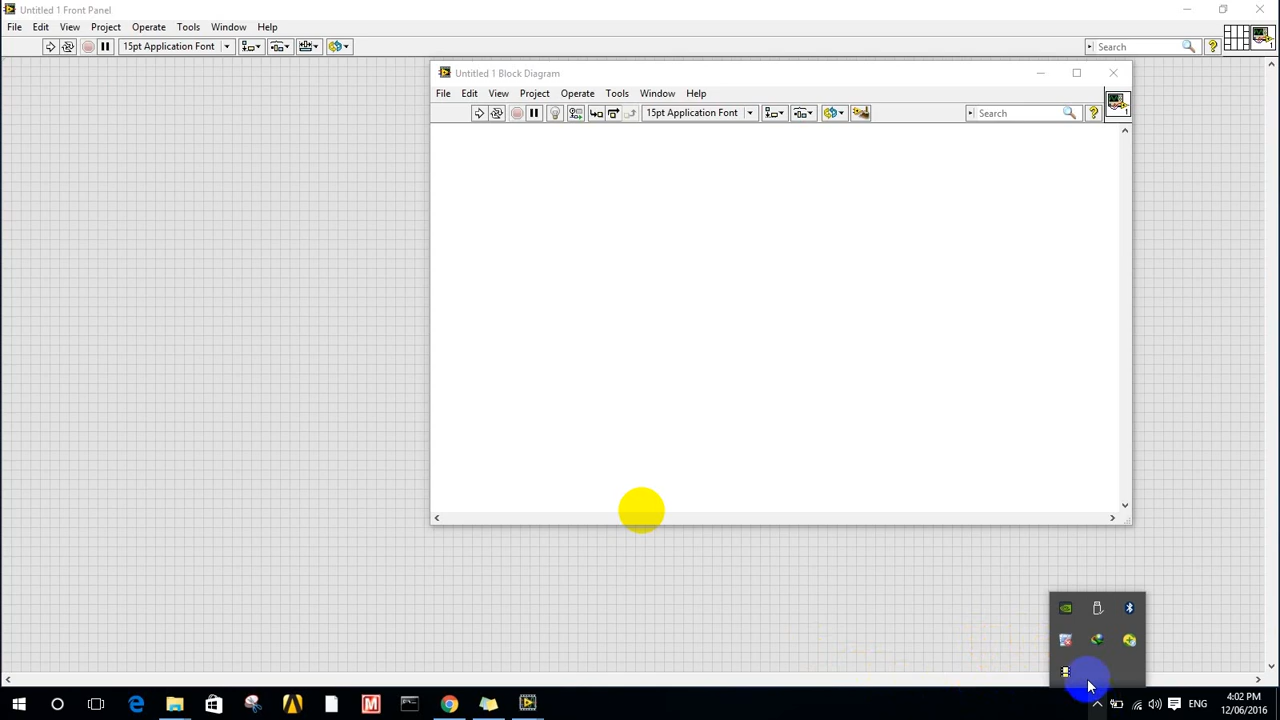 Untitled 1 Front Panel
File Edit View Project Operate Tools Window Help
15pt Application Font
Search
Untitled 1 Block Diagram
File Edit View Project Operate Tools Window Help
15pt Application Font
Search
ENG
4:02 PM
12/06/2016